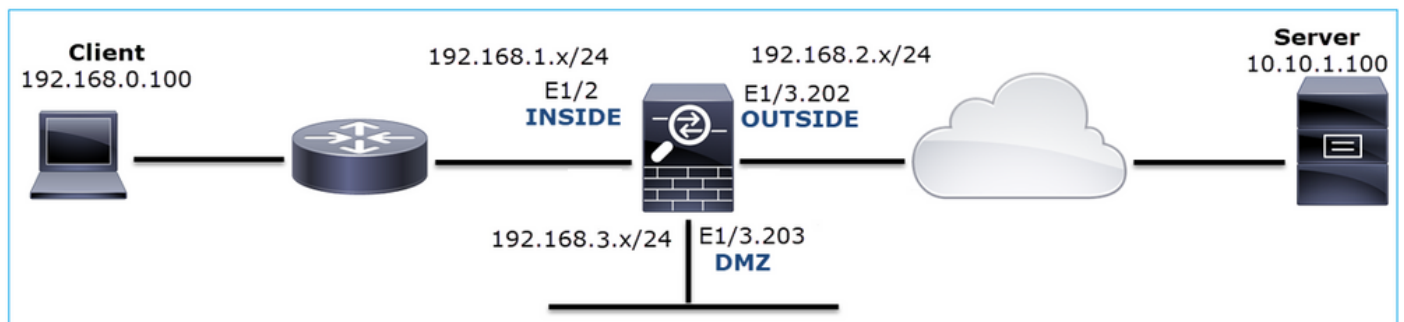 Client
192.168.0.100
192.168.1.x/24
E1/2
INSIDE
192.168.2.x/24
E1/3.202
OUTSIDE
Server
10.10.1.100
192.168.3.x/24
E1/3.203
DMZ